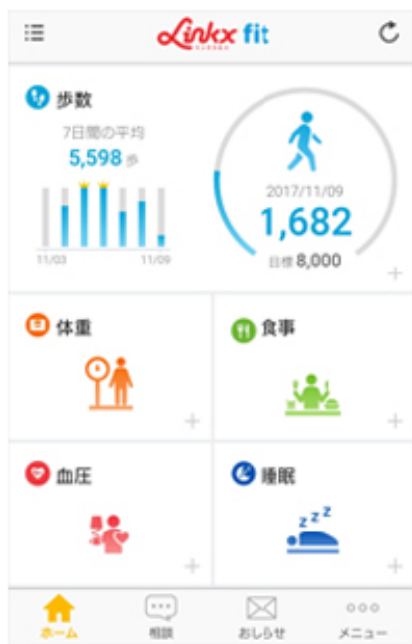 Linkx fit
歩数
7日間の平均
5,598 歩
11/03 11/09
2017/11/09
1,682
目標 8,000
体重
食事
血圧
睡眠
zzz
ホーム 相談 おしらせ メニュー